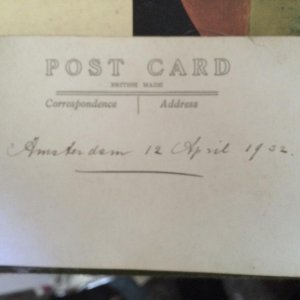 POST CARD
BRITISH MADE
Correspondence Address
Amsterdam 12 April 1932.